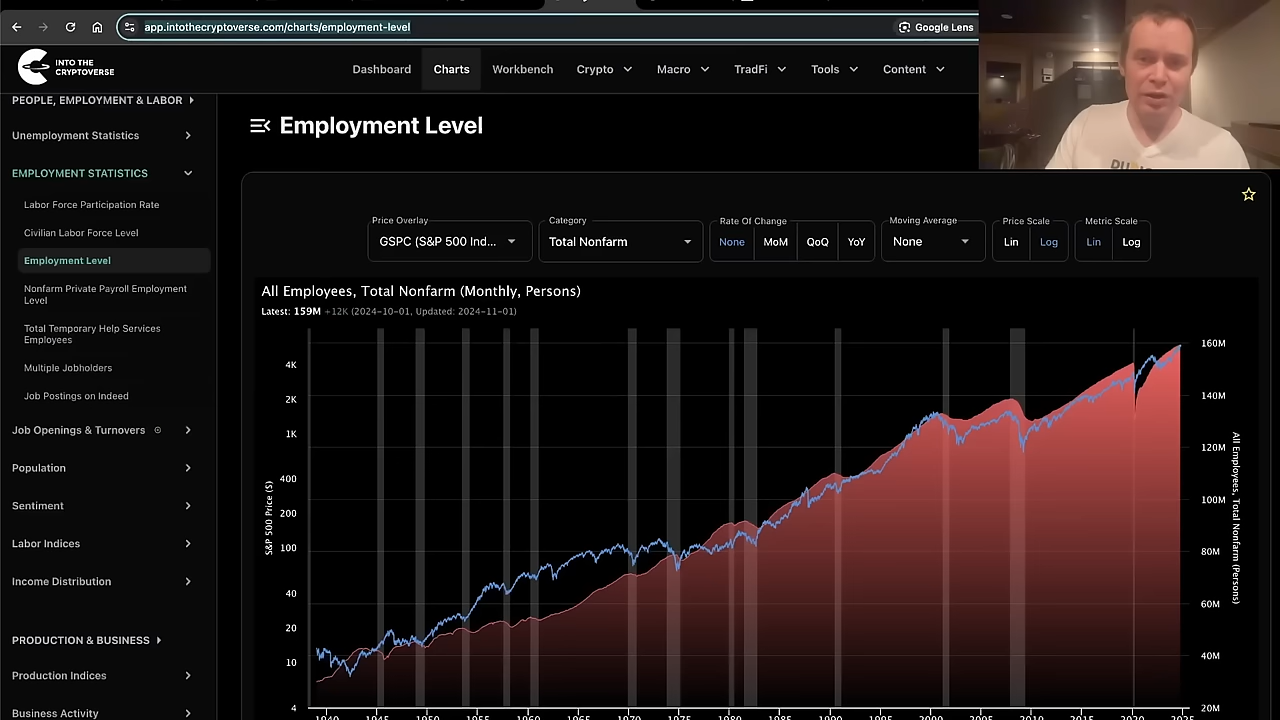 app.intothecryptoverse.com/charts/employment-level
Google Lens
INTO THE
CRYPTOVERSE
Dashboard
Charts
Workbench
Crypto
Macro
TradFi
Tools
Content
PEOPLE, EMPLOYMENT & LABOR
Unemployment Statistics
EMPLOYMENT STATISTICS
Labor Force Participation Rate
Civilian Labor Force Level
Employment Level
Nonfarm Private Payroll Employment
Level
Total Temporary Help Services
Employees
Multiple Jobholders
Job Postings on Indeed
Job Openings & Turnovers
Population
Sentiment
Labor Indices
Income Distribution
PRODUCTION & BUSINESS
Production Indices
Business Activity
Employment Level
Price Overlay
GSPC (S&P 500 Ind...
Category
Total Nonfarm
Rate Of Change
None
MoM
QoQ
YoY
Moving Average
None
Price Scale
Lin
Log
Metric Scale
Lin
Log
All Employees, Total Nonfarm (Monthly, Persons)
Latest: 159M +12K (2024-10-01, Updated: 2024-11-01)
S&P 500 Price ($)
4K
2K
1K
400
200
100
40
20
10
4
160M
140M
120M
100M
80M
60M
40M
20M
All Employees, Total Nonfarm (Persons)
1940
1945
1950
1955
1960
1965
1970
1975
1980
1985
1990
1995
2000
2005
2010
2015
2020